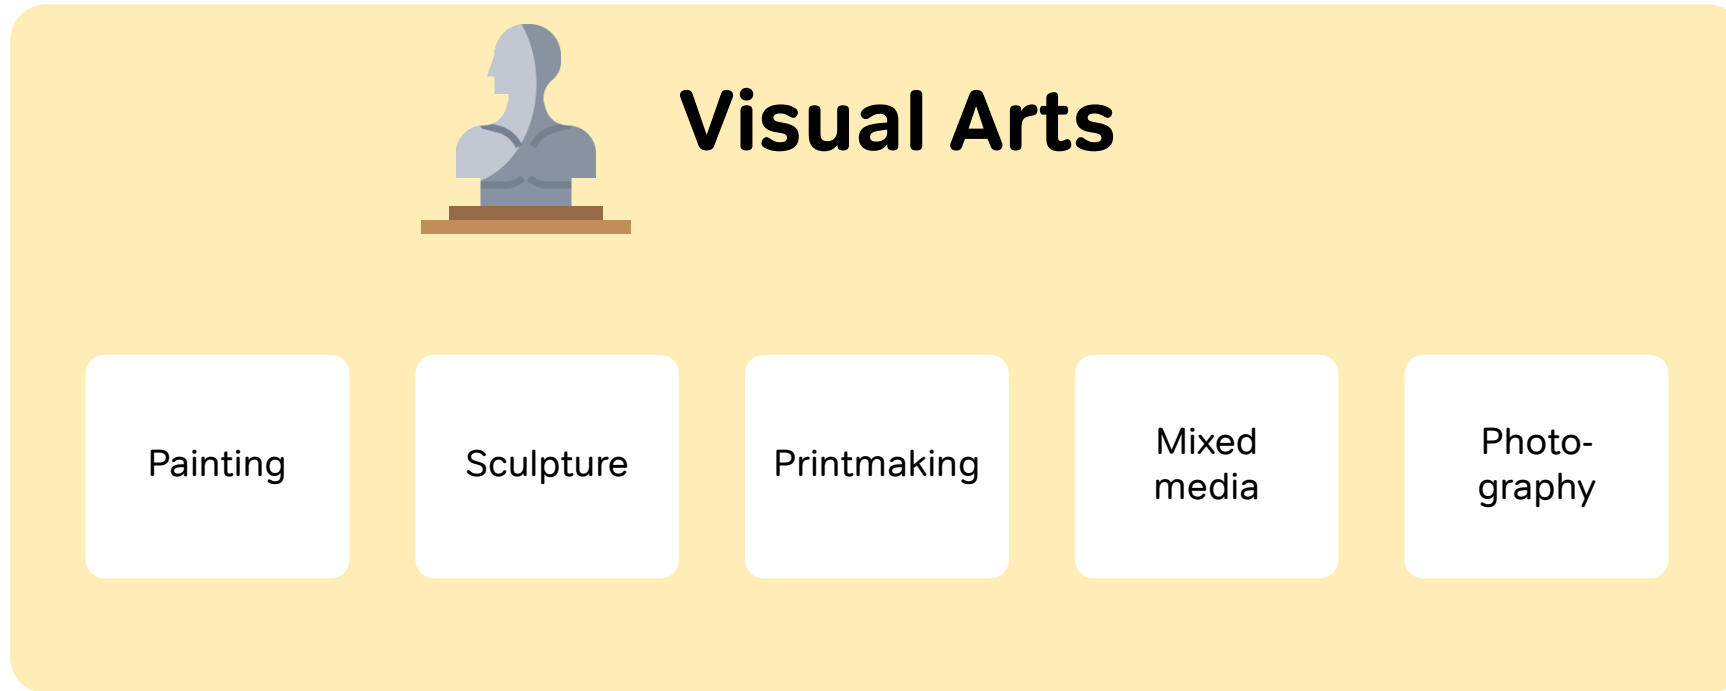 Visual Arts
Painting
Sculpture
Printmaking
Mixed
media
Photo-
graphy